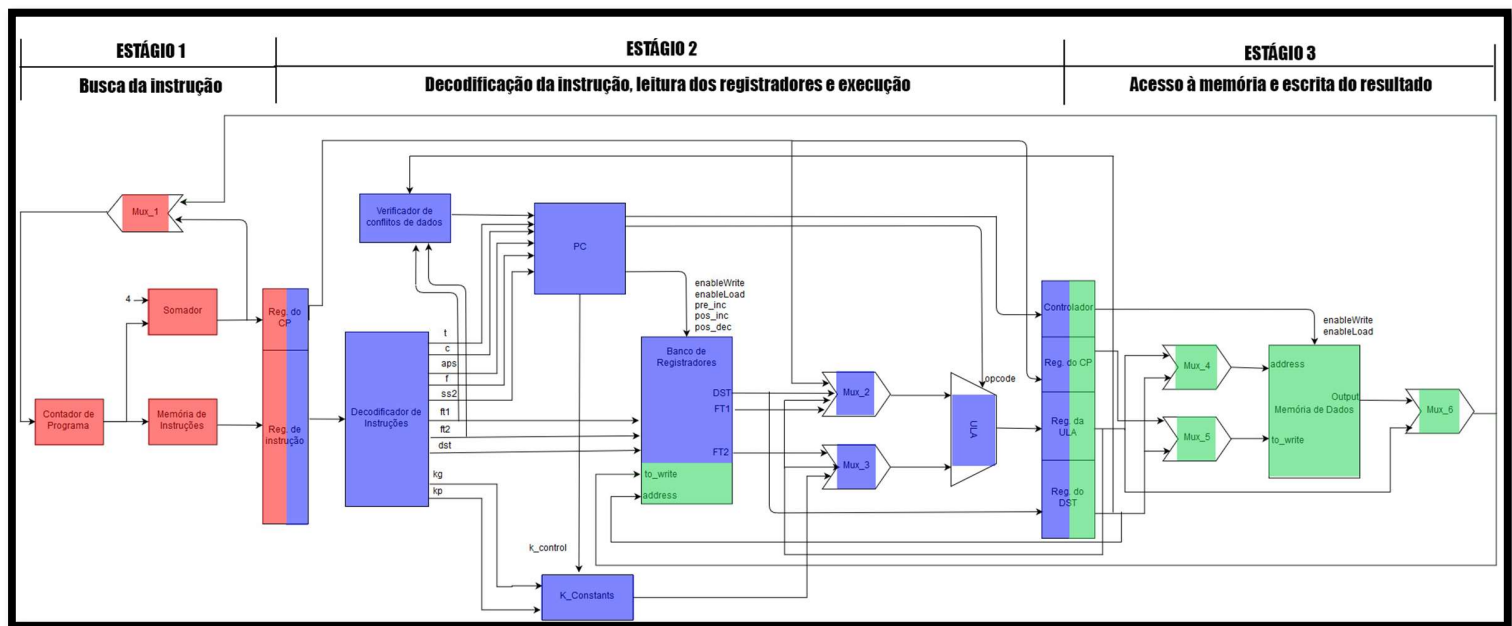 ESTÁGIO 1
Busca da instrução
ESTÁGIO 2
Decodificação da instrução, leitura dos registradores e execução
ESTÁGIO 3
Acesso à memória e escrita do resultado
Mux_1
4
Somador
Contador de
Programa
Memória de
Instruções
Reg. do
CP
Reg. de
instrução
Verificador de
conflitos de dados
PC
Decodificador de
Instruções
t
c
aps
f
ss2
ft1
ft2
dst
kg
kp
enableWrite
enableLoad
pre_inc
pos_inc
pos_dec
Banco de
Registradores
DST
FT1
FT2
to_write
address
k_control
K_Constants
Mux_2
Mux_3
opcode
ULA
Controlador
Reg. do CP
Reg. da
ULA
Reg. do
DST
Mux_4
Mux_5
enableWrite
enableLoad
address
Output
Memória de Dados
to_write
Mux_6